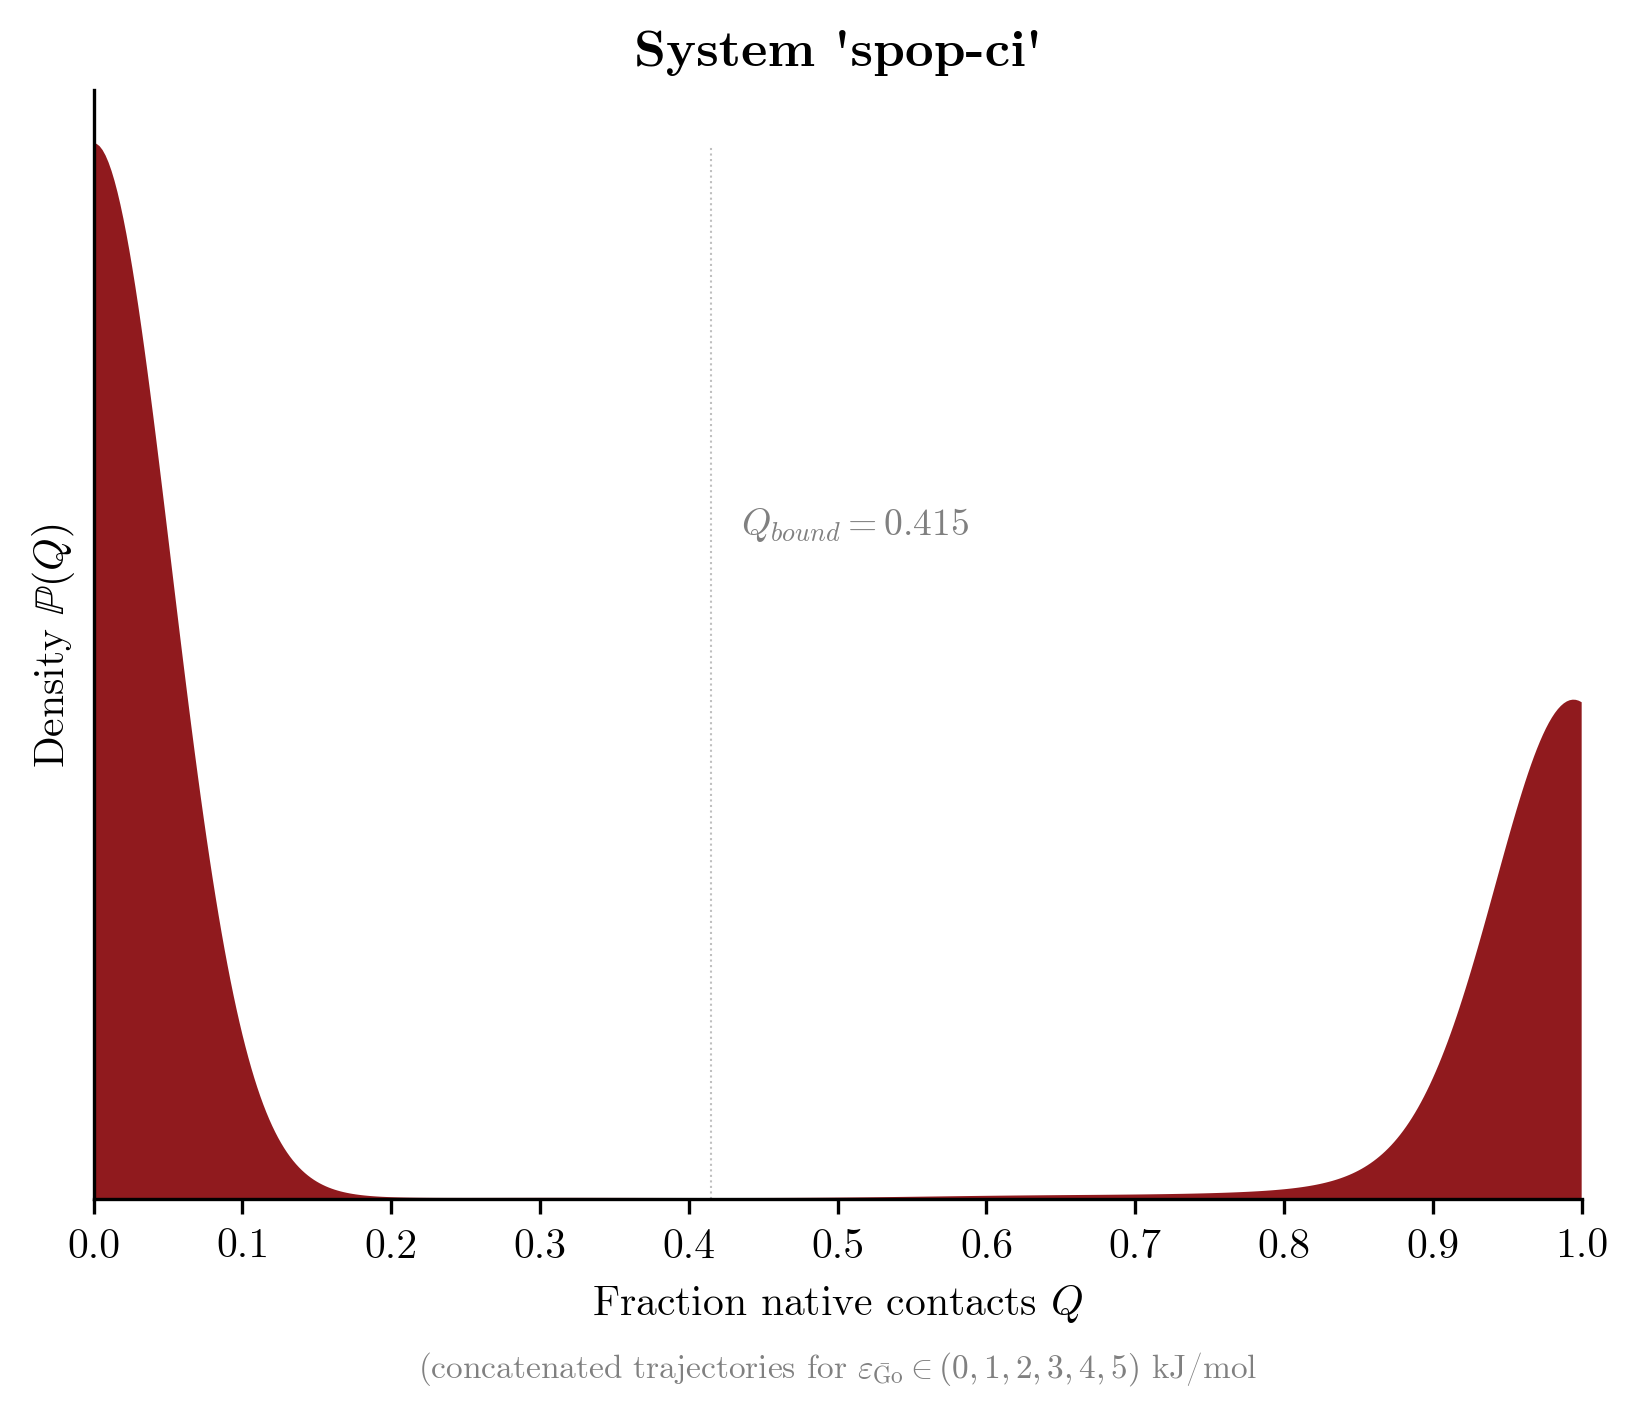 System 'spop-ci'
Density ℙ(Q)
Q_bound = 0.415
0.0 0.1 0.2 0.3 0.4 0.5 0.6 0.7 0.8 0.9 1.0
Fraction native contacts Q
(concatenated trajectories for ε_Ḡo ∈ (0, 1, 2, 3, 4, 5) kJ/mol